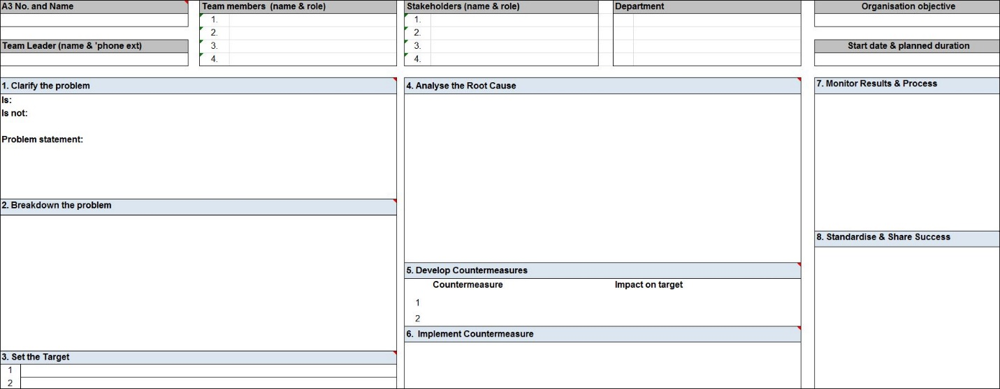 A3 No. and Name
Team Leader (name & 'phone ext)
Team members (name & role)
1.
2.
3.
4.
Stakeholders (name & role)
1.
2.
3.
4.
Department
Organisation objective
Start date & planned duration
1. Clarify the problem
Is:
Is not:
Problem statement:
2. Breakdown the problem
3. Set the Target
1
2
4. Analyse the Root Cause
5. Develop Countermeasures
Countermeasure Impact on target
1
2
6. Implement Countermeasure
7. Monitor Results & Process
8. Standardise & Share Success